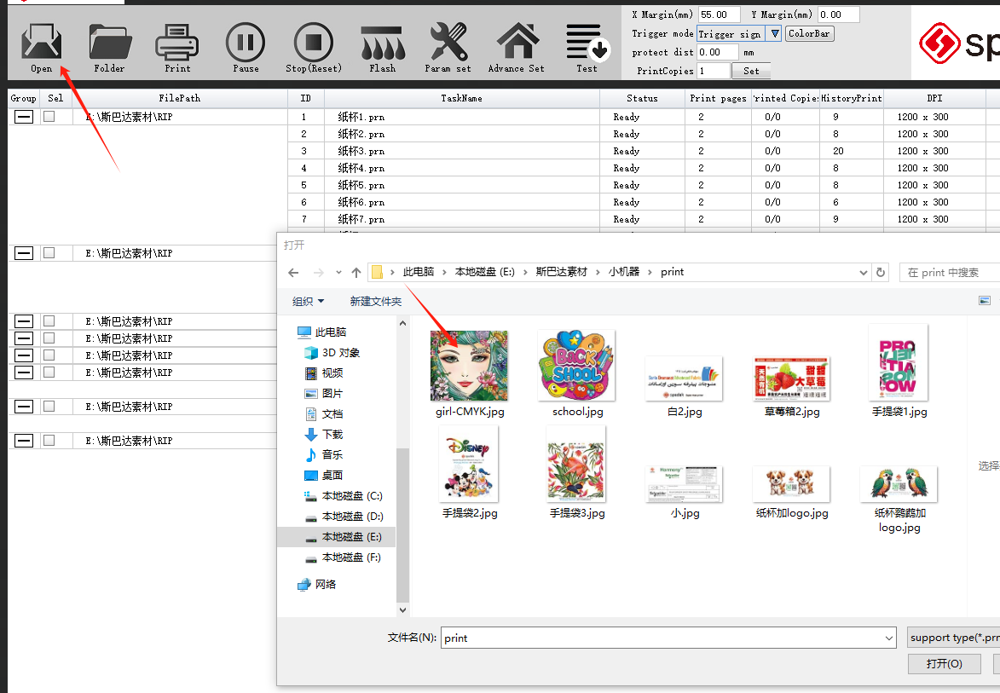 X Margin(mm) 55.00 Y Margin(mm) 0.00
Trigger mode Trigger sign ColorBar
protect dist 0.00 mm
PrintCopies 1 Set
Open Folder Print Pause Stop(Reset) Flash Param set Advance Set Test
Group Sel FilePath ID TaskName Status Print pages rinted Copie HistoryPrint DPI
E:\斯巴达素材\RIP 1 纸杯1.prn Ready 2 0/0 9 1200 x 300
2 纸杯2.prn Ready 2 0/0 8 1200 x 300
3 纸杯3.prn Ready 2 0/0 20 1200 x 300
4 纸杯4.prn Ready 2 0/0 8 1200 x 300
5 纸杯5.prn Ready 2 0/0 8 1200 x 300
6 纸杯6.prn Ready 2 0/0 6 1200 x 300
7 纸杯7.prn Ready 2 0/0 9 1200 x 300
E:\斯巴达素材\RIP
E:\斯巴达素材\RIP
E:\斯巴达素材\RIP
E:\斯巴达素材\RIP
E:\斯巴达素材\RIP
E:\斯巴达素材\RIP
E:\斯巴达素材\RIP
打开
此电脑 › 本地磁盘 (E:) › 斯巴达素材 › 小机器 › print
在 print 中搜索
组织 新建文件夹
此电脑
3D 对象
视频
图片
文档
下载
音乐
桌面
本地磁盘 (C:)
本地磁盘 (D:)
本地磁盘 (E:)
本地磁盘 (F:)
网络
BACK
SHOOL
甜甜
大草莓
PRO
Disney
Harmony
girl-CMYK.jpg school.jpg 白2.jpg 草莓箱2.jpg 手提袋1.jpg
手提袋2.jpg 手提袋3.jpg 小.jpg 纸杯加logo.jpg 纸杯鹦鹉加
logo.jpg
选择
文件名(N): print support type(*.prn
打开(O)
sp